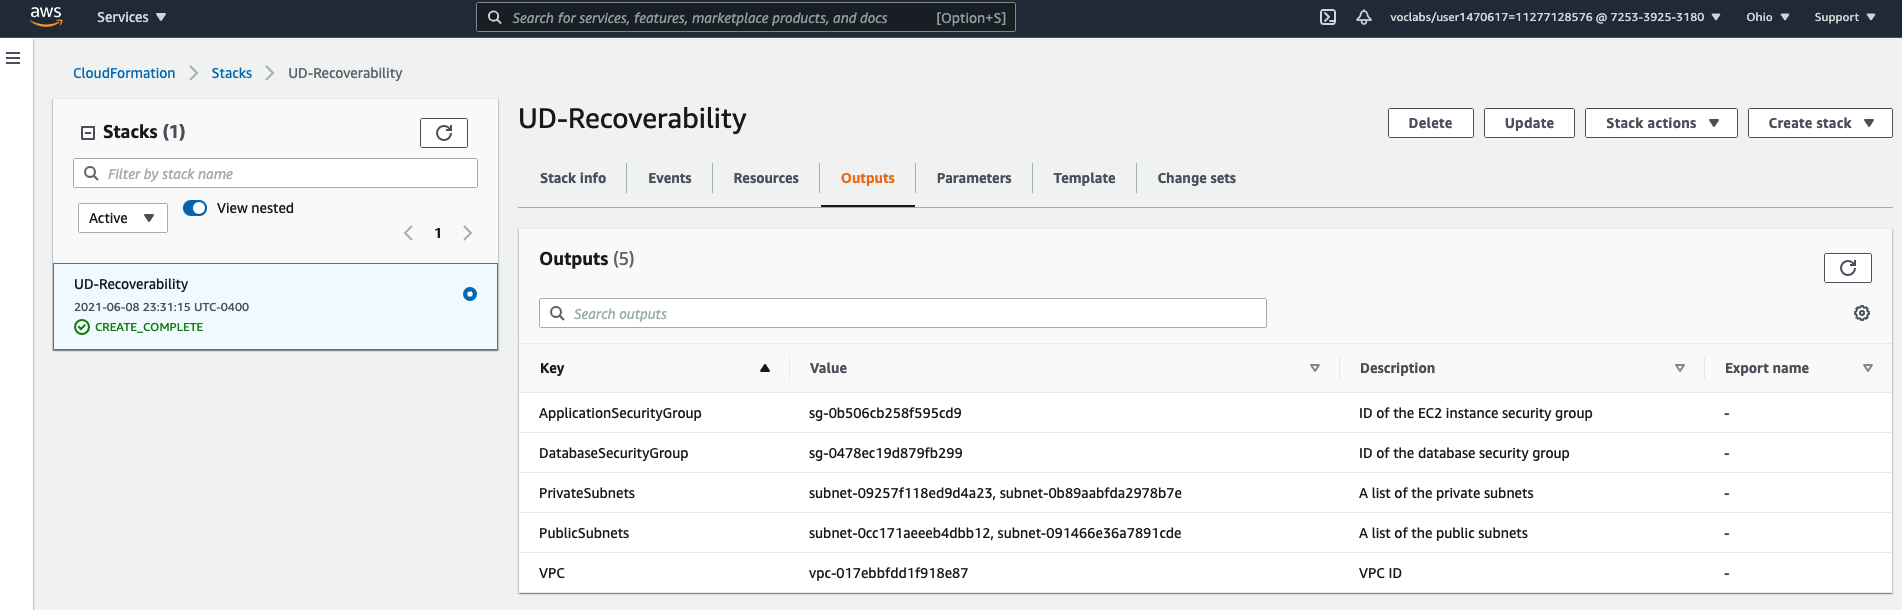 aws
Services
Search for services, features, marketplace products, and docs [Option+S]
voclabs/user1470617=11277128576 @ 7253-3925-3180
Ohio
Support
CloudFormation
Stacks
UD-Recoverability
Stacks (1)
Filter by stack name
Active
View nested
1
UD-Recoverability
2021-06-08 23:31:15 UTC-0400
CREATE_COMPLETE
UD-Recoverability
Delete
Update
Stack actions
Create stack
Stack info
Events
Resources
Outputs
Parameters
Template
Change sets
Outputs (5)
Search outputs
Key Value Description Export name
ApplicationSecurityGroup sg-0b506cb258f595cd9 ID of the EC2 instance security group -
DatabaseSecurityGroup sg-0478ec19d879fb299 ID of the database security group -
PrivateSubnets subnet-09257f118ed9d4a23, subnet-0b89aabfda2978b7e A list of the private subnets -
PublicSubnets subnet-0cc171aeeeb4dbb12, subnet-091466e36a7891cde A list of the public subnets -
VPC vpc-017ebbfdd1f918e87 VPC ID -